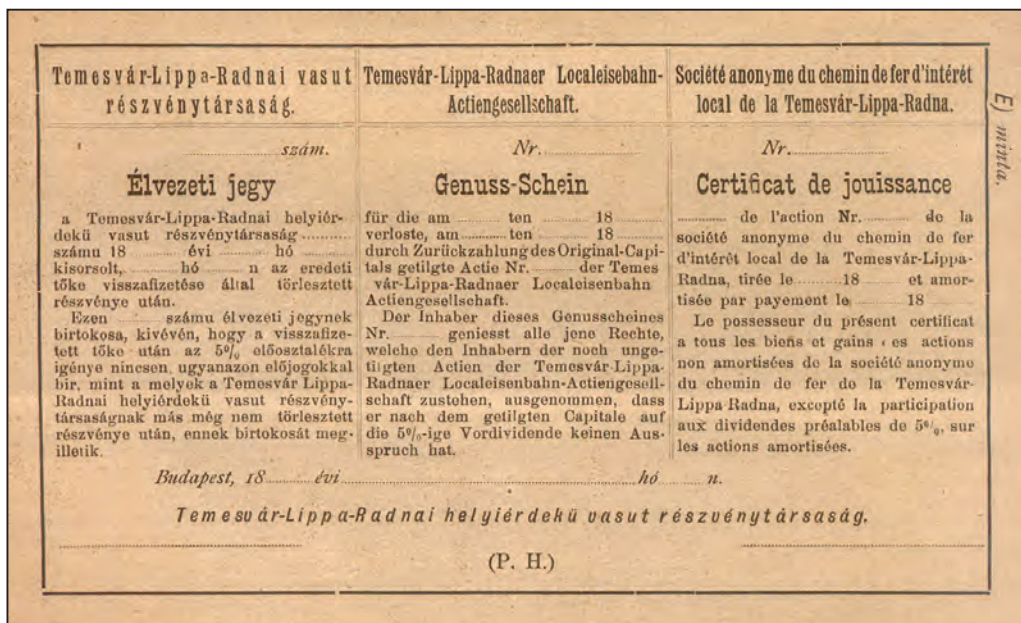 Temesvár-Lippa-Radnai vasut
részvénytársaság.
szám.
Élvezeti jegy
a Temesvár-Lippa-Radnai helyiér-
dekü vasut részvénytársaság ..........
számu 18 ........ évi ........ hó ........
kisorsolt, ........ hó ........ n az eredeti
tőke visszafizetése által törlesztett
részvénye után.
Ezen ........ számu élvezeti jegynek
birtokosa, kivévén, hogy a visszafize-
tett tőke után az 5% előosztalékra
igénye nincsen, ugyanazon előjogokkal
bir, mint a melyek a Temesvár Lippa-
Radnai helyiérdekü vasut részvény-
társaságnak más még nem törlesztett
részvénye után, ennek birtokosát meg-
illetik.
Temesvár-Lippa-Radnaer Localeisebahn-
Actiengesellschaft.
Nr.
Genuss-Schein
für die am ........ ten ........ 18 ........
verloste, am ........ ten ........ 18 ........
durch Zurückzahlung des Original-Capi-
tals getilgte Actie Nr. ........ der Temes
vár-Lippa-Radnaer Localeisenbahn
Actiengesellschaft.
Der Inhaber dieses Genusscheines
Nr. ........ geniesst alle jene Rechte,
welche den Inhabern der noch unge-
tilgten Actien der Temesvár-Lippa-
Radnaer Localeisenbahn-Actiengesell-
schaft zustehen, ausgenommen, dass
er nach dem getilgten Capitale auf
die 5%-ige Vordividende keinen Aus-
spruch hat.
Société anonyme du chemin de fer d'intérét
local de la Temesvár-Lippa-Radna.
Nr.
Certificat de jouissance
........ de l'action Nr. ........ de la
société anonyme du chemin de fer
d'intérêt local de la Temesvár-Lippa-
Radna, tirée le ........ 18 ........ et amor-
tisée par payement le ........ 18 ........
Le possesseur du présent certificat
a tous les biens et gains es actions
non amortisées de la société anonyme
du chemin de fer de la Temesvár-
Lippa-Radna, excepté la participation
aux dividendes préalables de 5%, sur
les actions amortisées.
Budapest, 18 ........ évi ........ hó ........ n.
Temesvár-Lippa-Radnai helyiérdekü vasut részvénytársaság.
(P. H.)
E) minta.